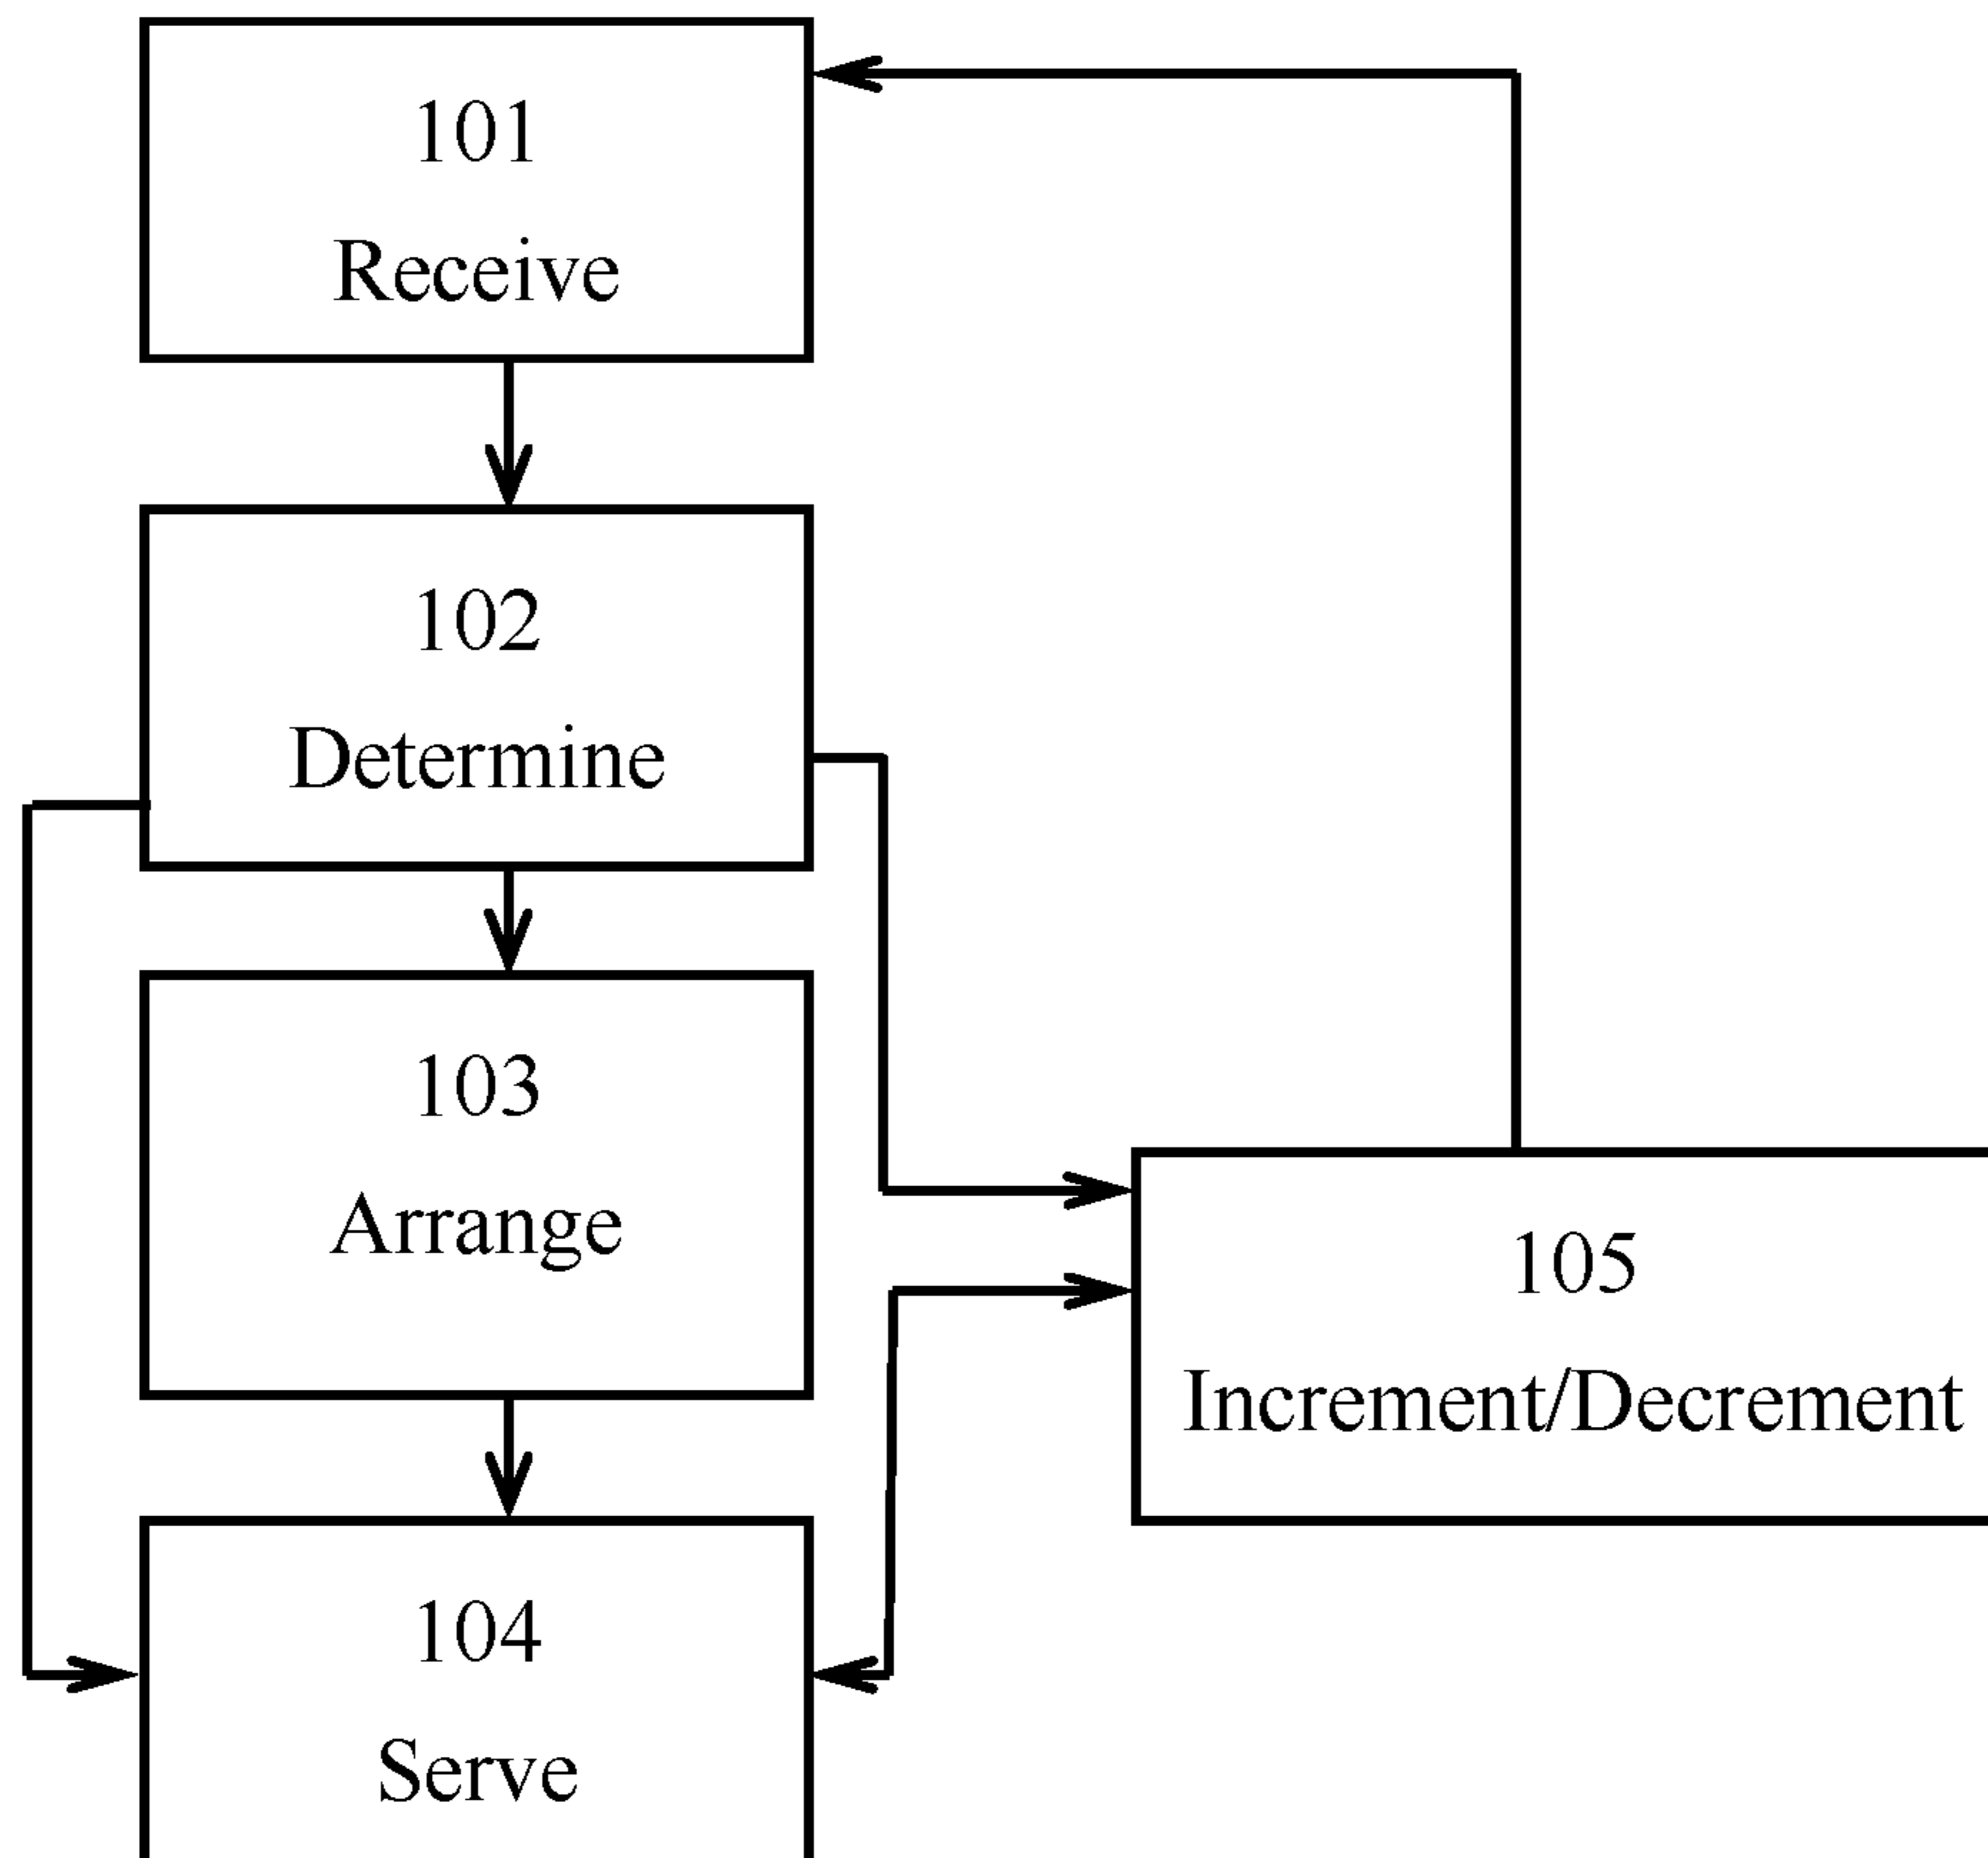 101
Receive
102
Determine
103
Arrange
104
Serve
105
Increment/Decrement